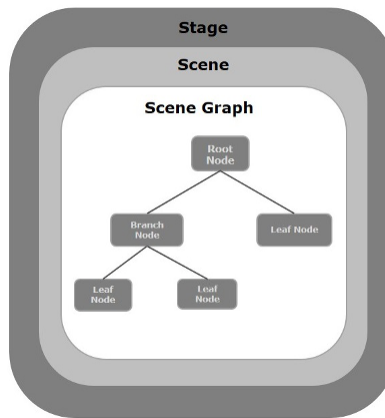 Stage
Scene
Scene Graph
Root
Node
Branch
Node
Leaf Node
Leaf
Node
Leaf
Node